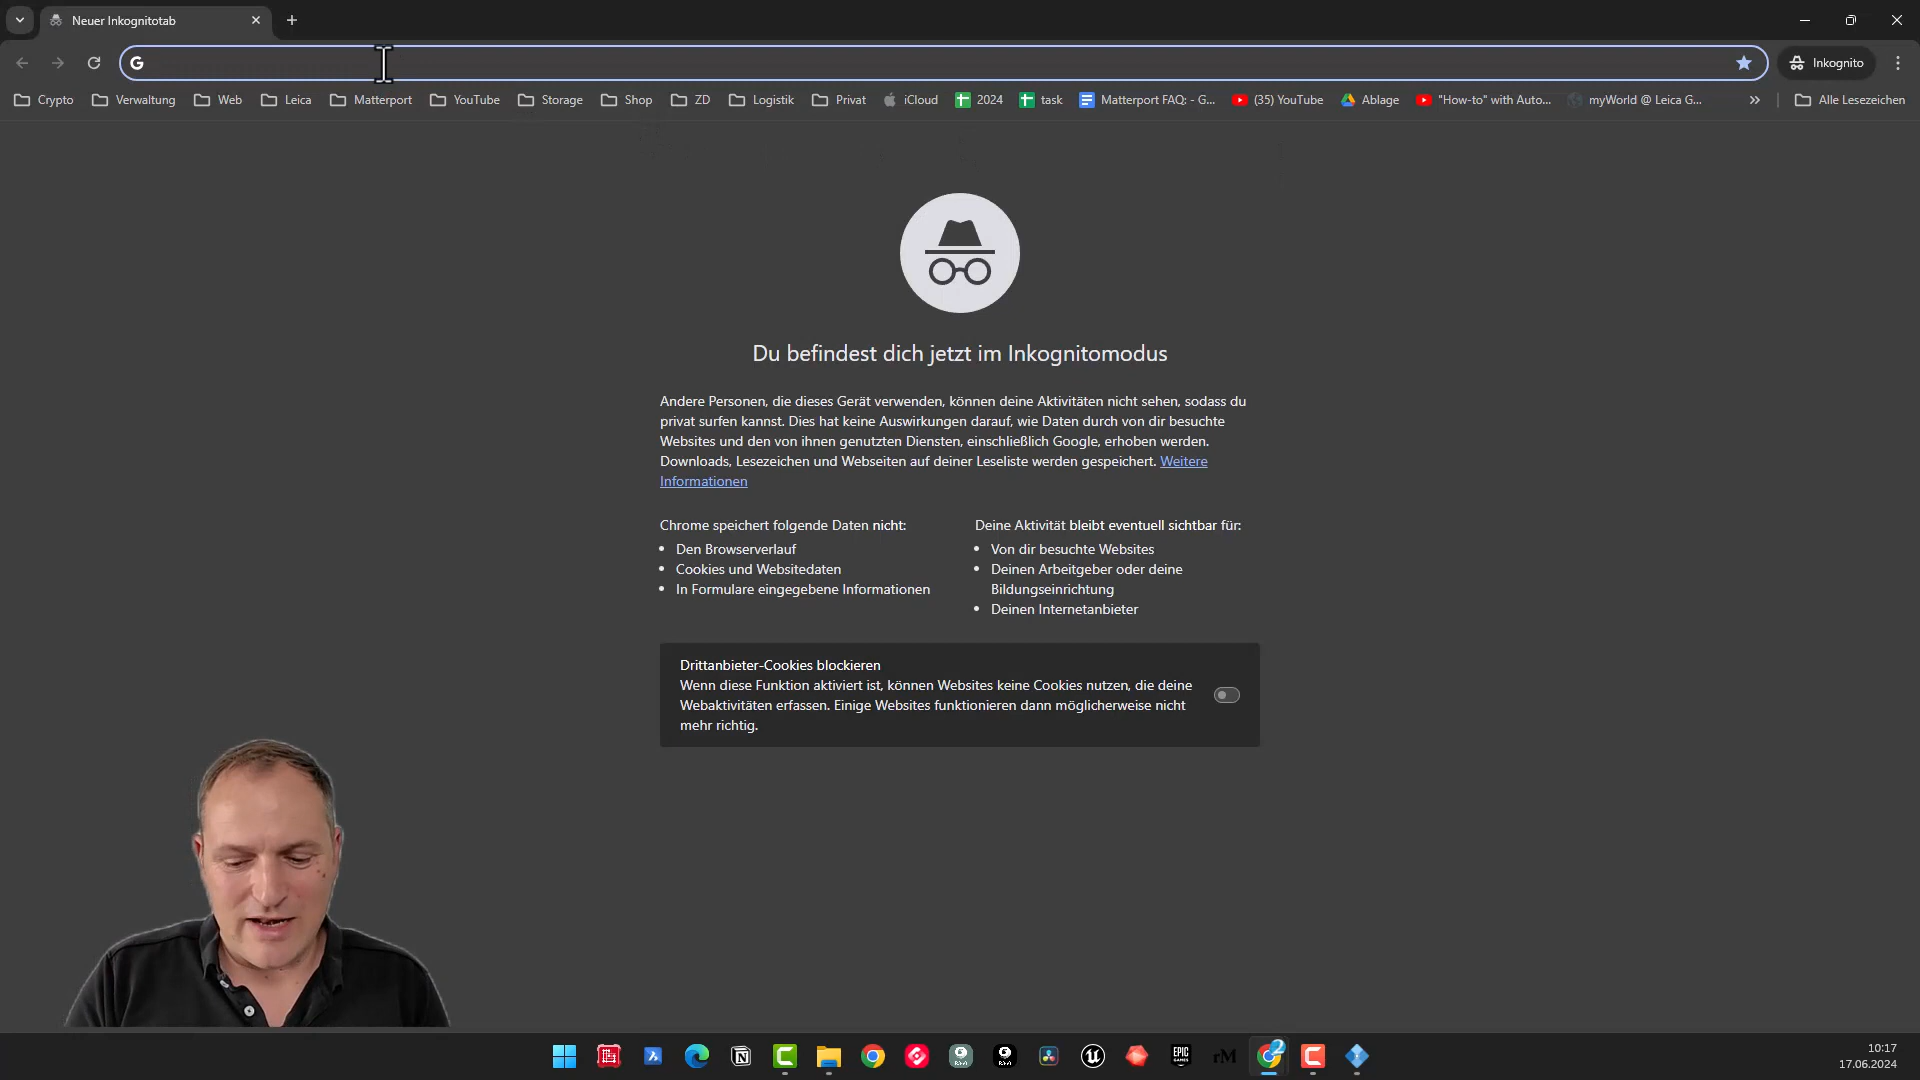 Neuer Inkognitotab
Inkognito
Crypto Verwaltung Web Leica Matterport YouTube Storage Shop ZD Logistik Privat iCloud 2024 task Matterport FAQ: - G... (35) YouTube Ablage "How-to" with Auto... myWorld @ Leica G... » Alle Lesezeichen
Du befindest dich jetzt im Inkognitomodus
Andere Personen, die dieses Gerät verwenden, können deine Aktivitäten nicht sehen, sodass du
privat surfen kannst. Dies hat keine Auswirkungen darauf, wie Daten durch von dir besuchte
Websites und den von ihnen genutzten Diensten, einschließlich Google, erhoben werden.
Downloads, Lesezeichen und Webseiten auf deiner Leseliste werden gespeichert. Weitere
Informationen
Chrome speichert folgende Daten nicht:
• Den Browserverlauf
• Cookies und Websitedaten
• In Formulare eingegebene Informationen
Deine Aktivität bleibt eventuell sichtbar für:
• Von dir besuchte Websites
• Deinen Arbeitgeber oder deine
Bildungseinrichtung
• Deinen Internetanbieter
Drittanbieter-Cookies blockieren
Wenn diese Funktion aktiviert ist, können Websites keine Cookies nutzen, die deine
Webaktivitäten erfassen. Einige Websites funktionieren dann möglicherweise nicht
mehr richtig.
EPIC
GAMES
rM
2
10:17
17.06.2024